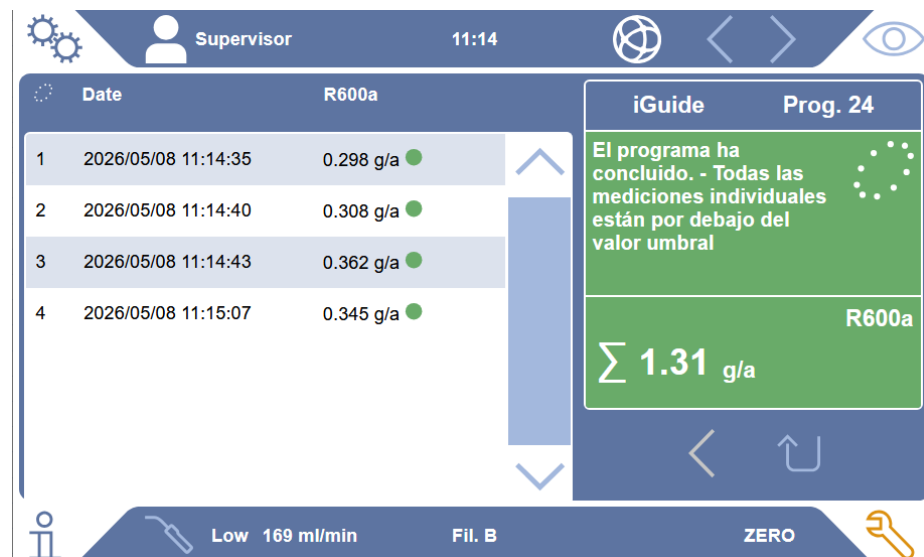 Supervisor 11:14
Date R600a
1 2026/05/08 11:14:35 0.298 g/a
2 2026/05/08 11:14:40 0.308 g/a
3 2026/05/08 11:14:43 0.362 g/a
4 2026/05/08 11:15:07 0.345 g/a
iGuide Prog. 24
El programa ha
concluido. - Todas las
mediciones individuales
están por debajo del
valor umbral
R600a
∑ 1.31 g/a
Low 169 ml/min Fil. B ZERO